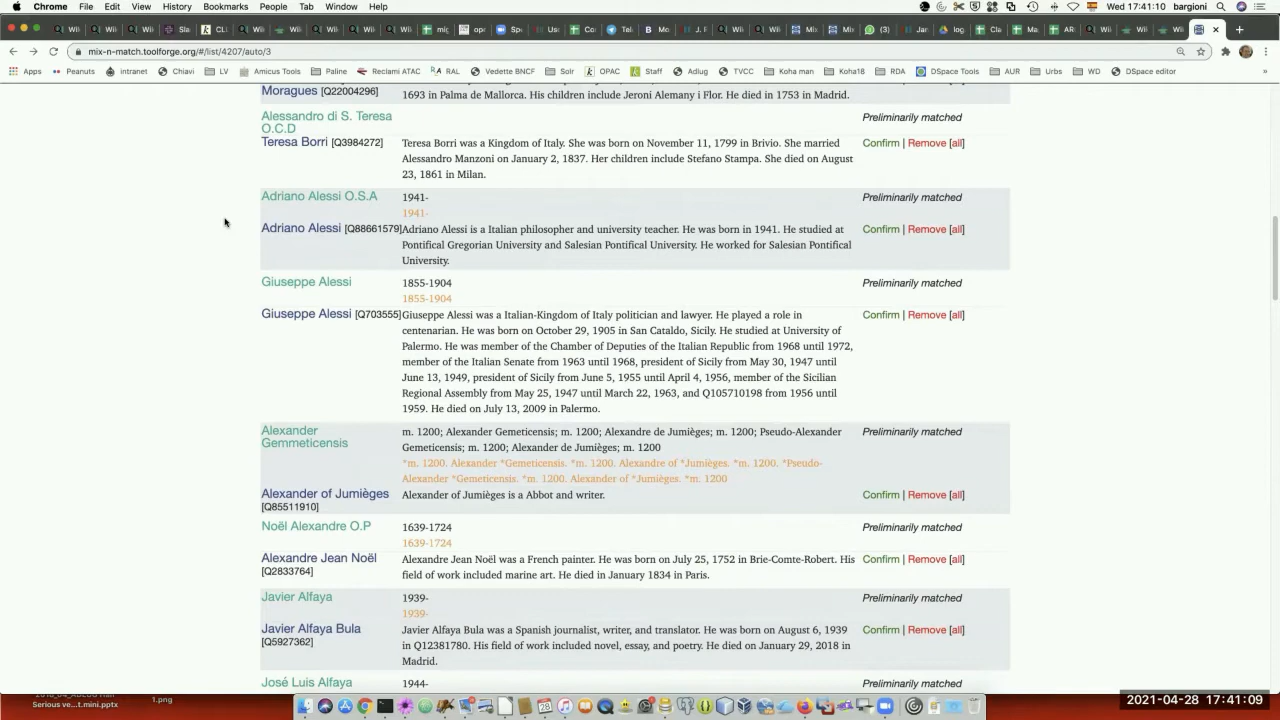 Chrome File Edit View History Bookmarks People Tab Window Help Wed 17:41:10 bargioni
mix-n-match.toolforge.org/#/list/4207/auto/3
Apps Peanuts intranet Chiavi LV Amicus Tools Paline Reclami ATAC RAL Vedette BNCF Solr OPAC Staff Adlug TVCC Koha man Koha18 RDA DSpace Tools AUR Urbs WD DSpace editor »
Moragues [Q22004296] 1693 in Palma de Mallorca. His children include Jeroni Alemany i Flor. He died in 1753 in Madrid.
Alessandro di S. Teresa Preliminarily matched
O.C.D
Teresa Borri [Q3984272] Teresa Borri was a Kingdom of Italy. She was born on November 11, 1799 in Brivio. She married Confirm | Remove [all]
Alessandro Manzoni on January 2, 1837. Her children include Stefano Stampa. She died on August
23, 1861 in Milan.
Adriano Alessi O.S.A 1941- Preliminarily matched
1941-
Adriano Alessi [Q88661579] Adriano Alessi is a Italian philosopher and university teacher. He was born in 1941. He studied at Confirm | Remove [all]
Pontifical Gregorian University and Salesian Pontifical University. He worked for Salesian Pontifical
University.
Giuseppe Alessi 1855-1904 Preliminarily matched
1855-1904
Giuseppe Alessi [Q703555] Giuseppe Alessi was a Italian-Kingdom of Italy politician and lawyer. He played a role in Confirm | Remove [all]
centenarian. He was born on October 29, 1905 in San Cataldo, Sicily. He studied at University of
Palermo. He was member of the Chamber of Deputies of the Italian Republic from 1968 until 1972,
member of the Italian Senate from 1963 until 1968, president of Sicily from May 30, 1947 until
June 13, 1949, president of Sicily from June 5, 1955 until April 4, 1956, member of the Sicilian
Regional Assembly from May 25, 1947 until March 22, 1963, and Q105710198 from 1956 until
1959. He died on July 13, 2009 in Palermo.
Alexander m. 1200; Alexander Gemeticensis; m. 1200; Alexandre de Jumièges; m. 1200; Pseudo-Alexander Preliminarily matched
Gemmeticensis Gemeticensis; m. 1200; Alexander de Jumièges; m. 1200
*m. 1200. Alexander *Gemeticensis. *m. 1200. Alexandre of *Jumièges. *m. 1200. *Pseudo-
Alexander *Gemeticensis. *m. 1200. Alexander of *Jumièges. *m. 1200
Alexander of Jumièges Alexander of Jumièges is a Abbot and writer. Confirm | Remove [all]
[Q85511910]
Noël Alexandre O.P 1639-1724 Preliminarily matched
1639-1724
Alexandre Jean Noël Alexandre Jean Noël was a French painter. He was born on July 25, 1752 in Brie-Comte-Robert. His Confirm | Remove [all]
[Q2833764] field of work included marine art. He died in January 1834 in Paris.
Javier Alfaya 1939- Preliminarily matched
1939-
Javier Alfaya Bula Javier Alfaya Bula was a Spanish journalist, writer, and translator. He was born on August 6, 1939 Confirm | Remove [all]
[Q5927362] in Q12381780. His field of work included novel, essay, and poetry. He died on January 29, 2018 in
Madrid.
José Luis Alfaya 1944- Preliminarily matched
Serious ve...t.mini.pptx 1.png
2021-04-28 17:41:09